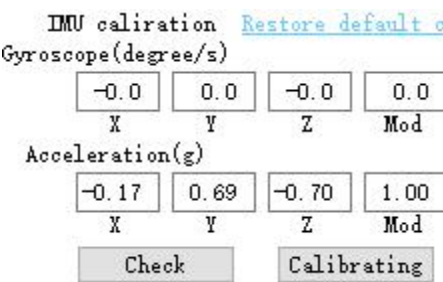 IMU caliration Restore default c
Gyroscope(degree/s)
-0.0 0.0 -0.0 0.0
X Y Z Mod
Acceleration(g)
-0.17 0.69 -0.70 1.00
X Y Z Mod
Check Calibrating